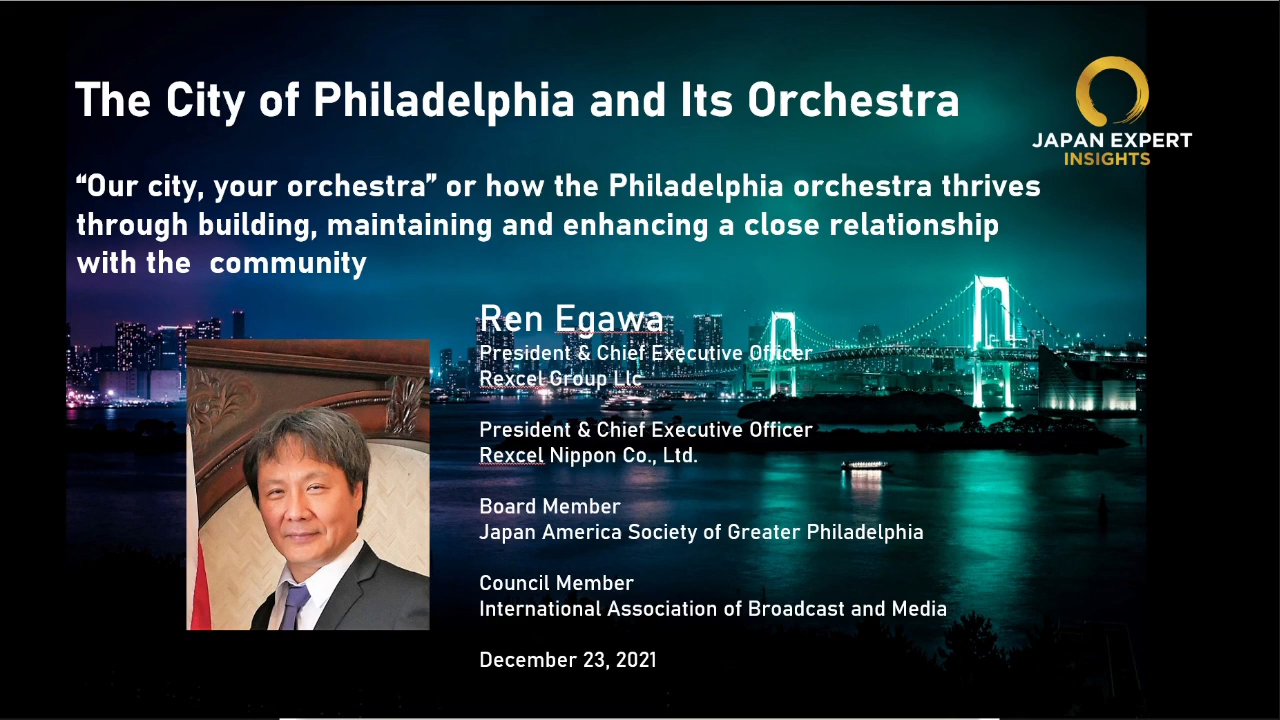 The City of Philadelphia and Its Orchestra
JAPAN EXPERT
INSIGHTS
“Our city, your orchestra” or how the Philadelphia orchestra thrives
through building, maintaining and enhancing a close relationship
with the community
Ren Egawa
President & Chief Executive Officer
Rexcel Group Llc
President & Chief Executive Officer
Rexcel Nippon Co., Ltd.
Board Member
Japan America Society of Greater Philadelphia
Council Member
International Association of Broadcast and Media
December 23, 2021